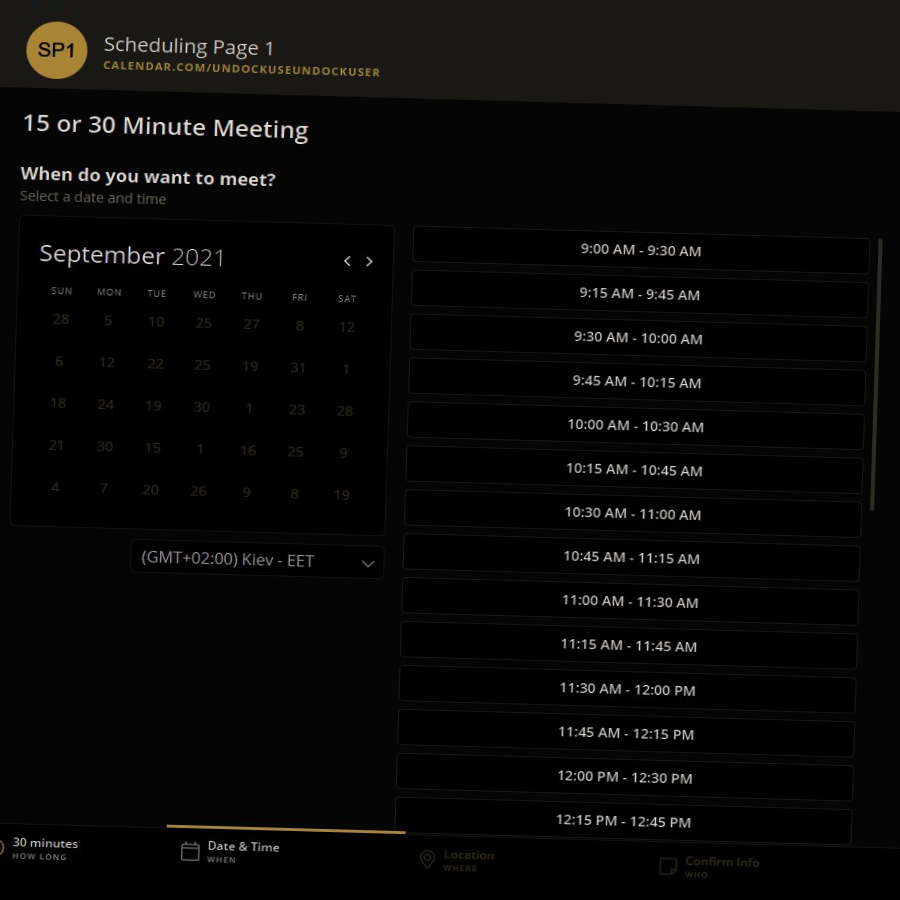 SP1
Scheduling Page 1
CALENDAR.COM/UNDOCKUSEUNDOCKUSER
15 or 30 Minute Meeting
When do you want to meet?
Select a date and time
September 2021
SUN MON TUE WED THU FRI SAT
28 5 10 25 27 8 12
6 12 22 25 19 31 1
18 24 19 30 1 23 28
21 30 15 1 16 25 9
4 7 20 26 9 8 19
(GMT+02:00) Kiev - EET
9:00 AM - 9:30 AM
9:15 AM - 9:45 AM
9:30 AM - 10:00 AM
9:45 AM - 10:15 AM
10:00 AM - 10:30 AM
10:15 AM - 10:45 AM
10:30 AM - 11:00 AM
10:45 AM - 11:15 AM
11:00 AM - 11:30 AM
11:15 AM - 11:45 AM
11:30 AM - 12:00 PM
11:45 AM - 12:15 PM
12:00 PM - 12:30 PM
12:15 PM - 12:45 PM
30 minutes
HOW LONG
Date & Time
WHEN
Location
WHERE
Confirm Info
WHO